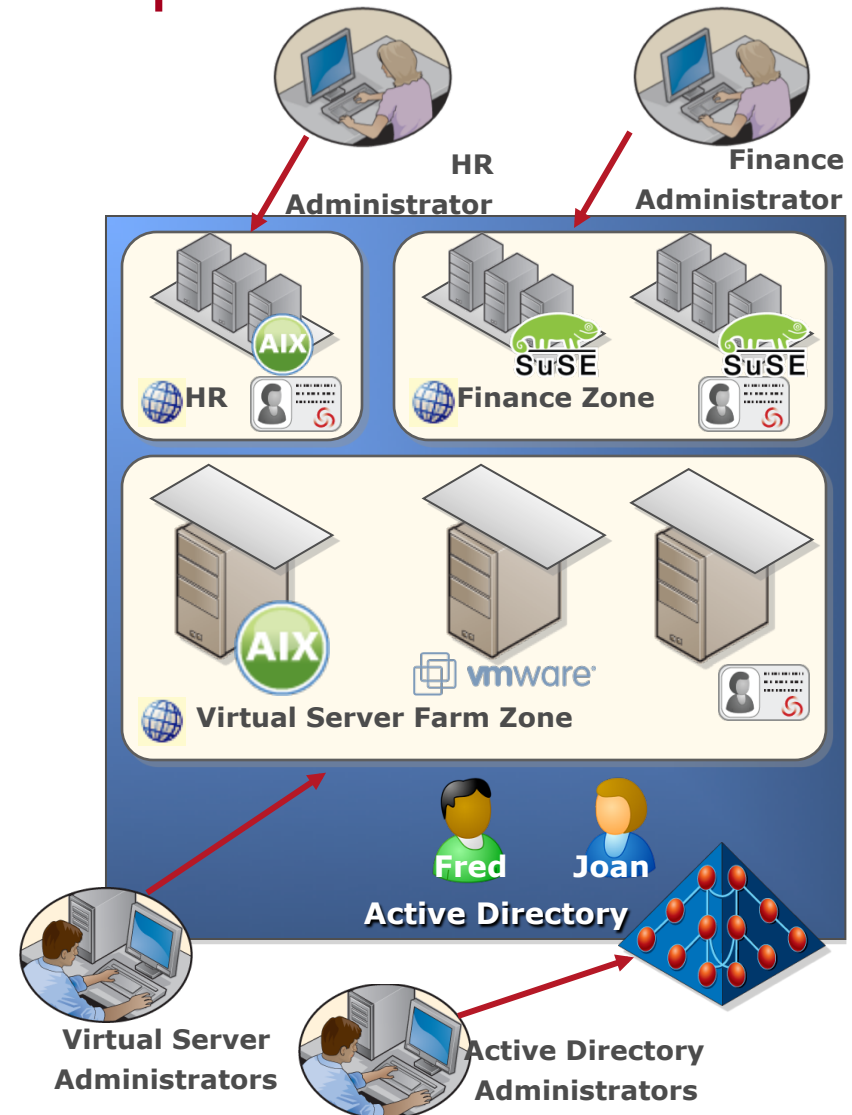 HR
Administrator
Finance
Administrator
AIX
SuSE
SuSE
HR
Finance Zone
AIX
vmware
Virtual Server Farm Zone
Fred
Joan
Active Directory
Virtual Server
Administrators
Active Directory
Administrators